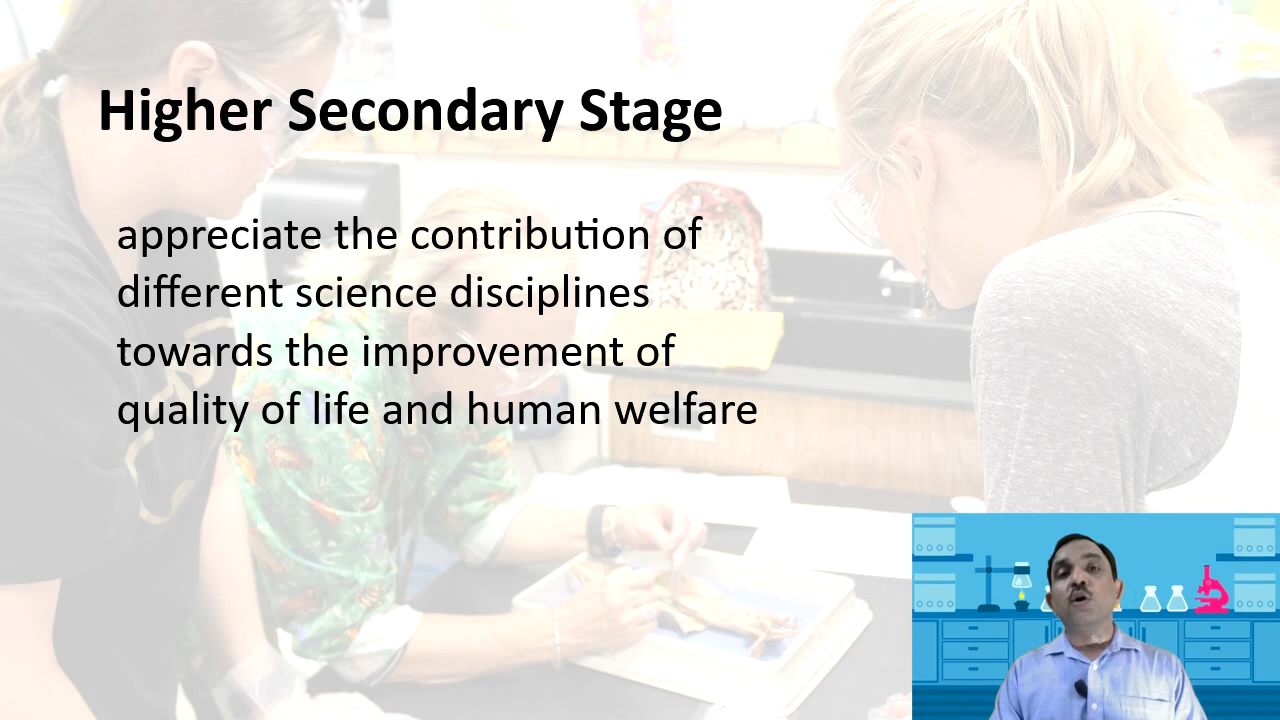 Higher Secondary Stage
appreciate the contribution of
different science disciplines
towards the improvement of
quality of life and human welfare